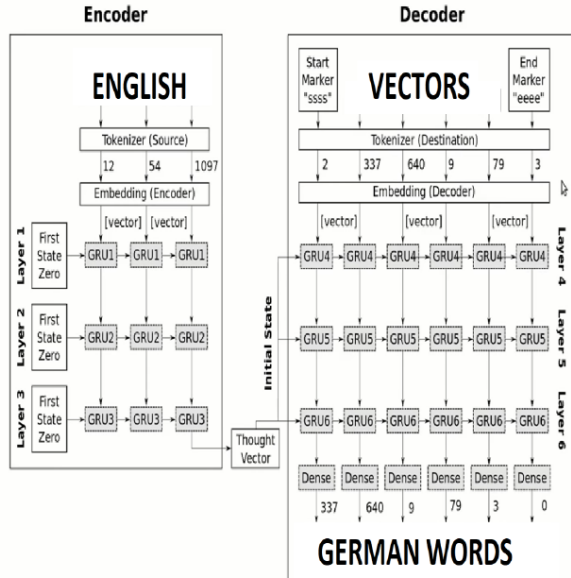 Encoder
ENGLISH
Tokenizer (Source)
12 54 1097
Embedding (Encoder)
[vector] [vector]
Layer 1
First
State
Zero
GRU1 GRU1 GRU1
Layer 2
First
State
Zero
GRU2 GRU2 GRU2
Layer 3
First
State
Zero
GRU3 GRU3 GRU3
Thought
Vector
Initial State
Decoder
Start
Marker
"ssss"
VECTORS
End
Marker
"eeee"
Tokenizer (Destination)
2 337 640 9 79 3
Embedding (Decoder)
[vector] [vector] [vector]
GRU4 GRU4 GRU4 GRU4 GRU4 GRU4
Layer 4
GRU5 GRU5 GRU5 GRU5 GRU5 GRU5
Layer 5
GRU6 GRU6 GRU6 GRU6 GRU6 GRU6
Layer 6
Dense Dense Dense Dense Dense Dense
337 640 9 79 3 0
GERMAN WORDS